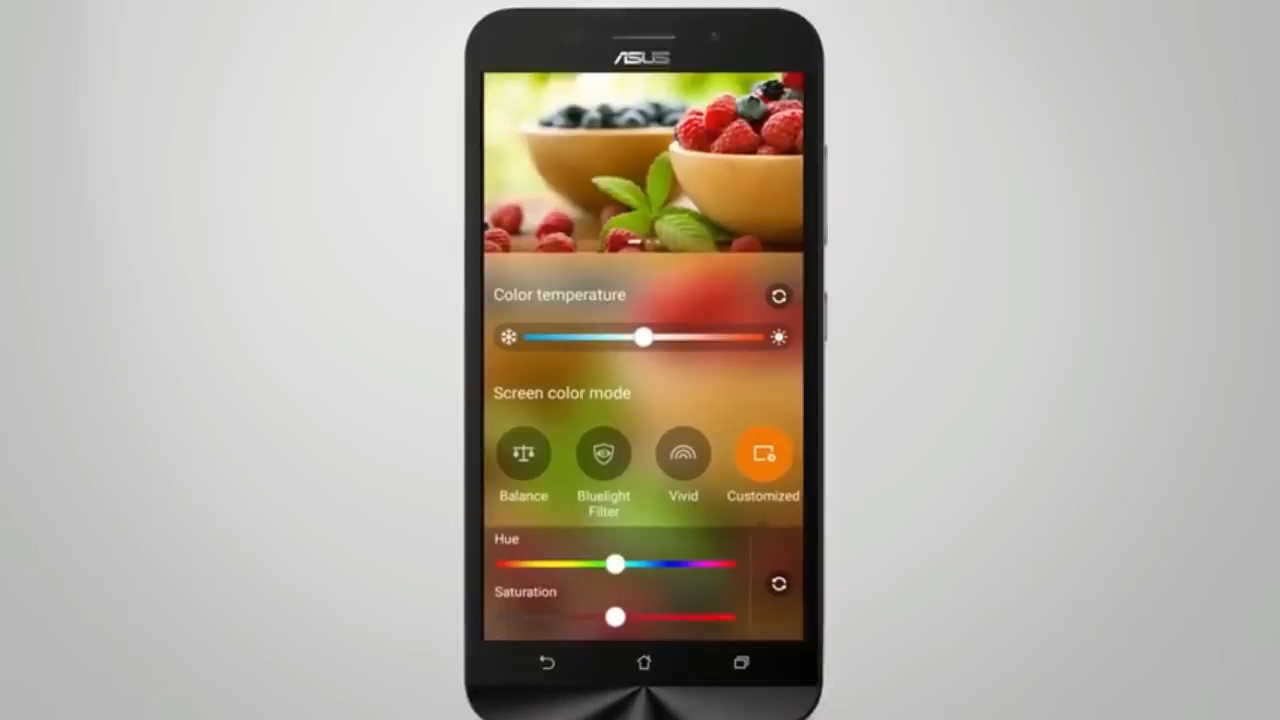 ASUS
Color temperature
Screen color mode
Balance
Bluelight
Filter
Vivid
Customized
Hue
Saturation